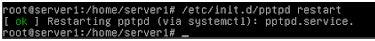 root@server1:/home/server1# /etc/init.d/pptpd restart
[ ok ] Restarting pptpd (via systemctl): pptpd.service.
root@server1:/home/server1# _